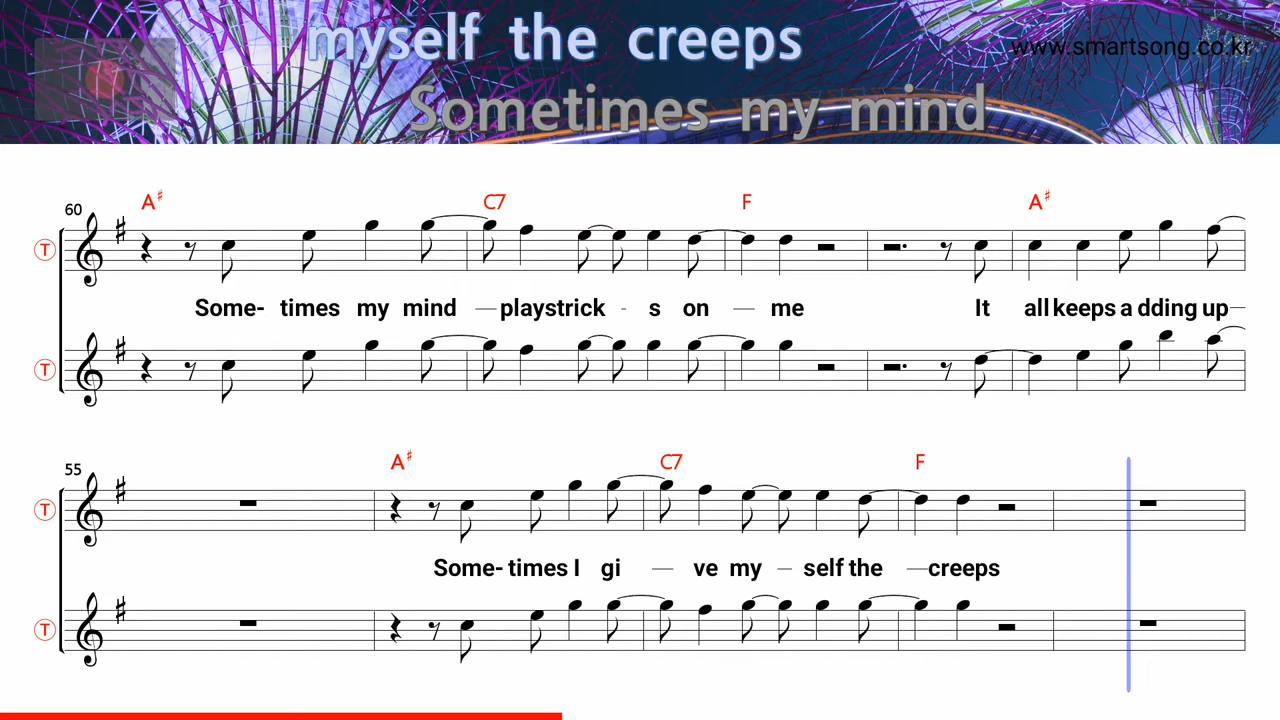 myself the creeps
www.smartsong.co.kr
Sometimes my mind
A♯ C7 F A♯
60
T
Some- times my mind — playstrick - s on — me It all keeps a dding up—
T
A♯ C7 F
55
T
Some- times I gi — ve my — self the —creeps
T